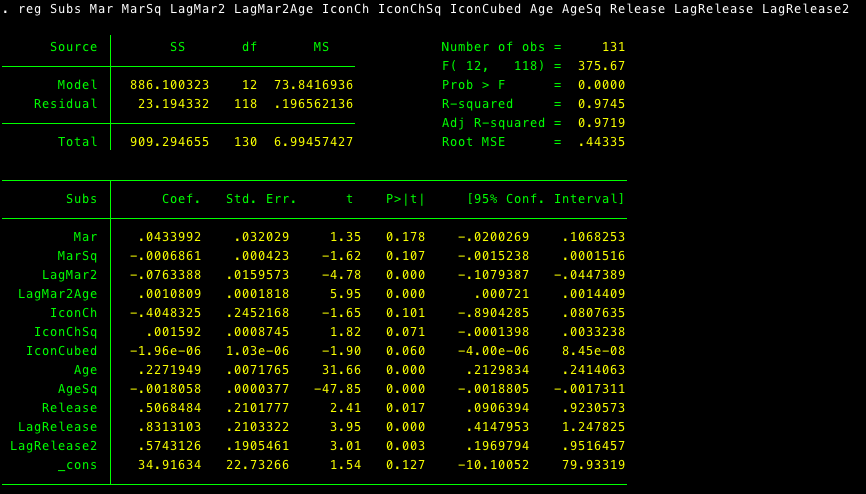 . reg Subs Mar MarSq LagMar2 LagMar2Age IconCh IconChSq IconCubed Age AgeSq Release LagRelease LagRelease2
Source SS df MS Number of obs = 131
F( 12, 118) = 375.67
Model 886.100323 12 73.8416936 Prob > F = 0.0000
Residual 23.194332 118 .196562136 R-squared = 0.9745
Adj R-squared = 0.9719
Total 909.294655 130 6.99457427 Root MSE = .44335
Subs Coef. Std. Err. t P>|t| [95% Conf. Interval]
Mar .0433992 .032029 1.35 0.178 -.0200269 .1068253
MarSq -.0006861 .000423 -1.62 0.107 -.0015238 .0001516
LagMar2 -.0763388 .0159573 -4.78 0.000 -.1079387 -.0447389
LagMar2Age .0010809 .0001818 5.95 0.000 .000721 .0014409
IconCh -.4048325 .2452168 -1.65 0.101 -.8904285 .0807635
IconChSq .001592 .0008745 1.82 0.071 -.0001398 .0033238
IconCubed -1.96e-06 1.03e-06 -1.90 0.060 -4.00e-06 8.45e-08
Age .2271949 .0071765 31.66 0.000 .2129834 .2414063
AgeSq -.0018058 .0000377 -47.85 0.000 -.0018805 -.0017311
Release .5068484 .2101777 2.41 0.017 .0906394 .9230573
LagRelease .8313103 .2103322 3.95 0.000 .4147953 1.247825
LagRelease2 .5743126 .1905461 3.01 0.003 .1969794 .9516457
_cons 34.91634 22.73266 1.54 0.127 -10.10052 79.93319